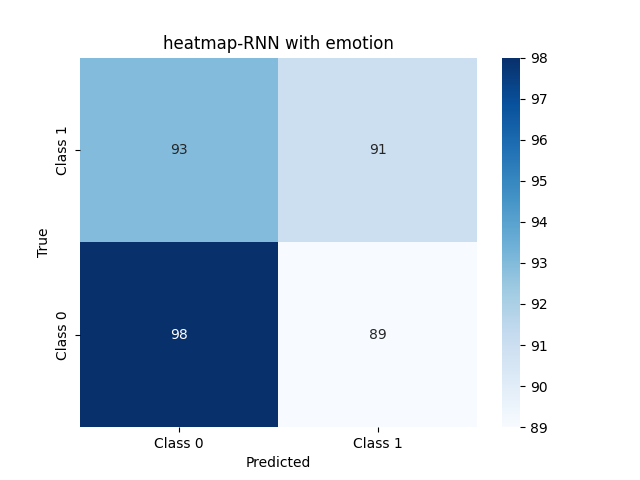 heatmap-RNN with emotion
True
Class 1
93
91
Class 0
98
89
Class 0
Class 1
Predicted
98
97
96
95
94
93
92
91
90
89